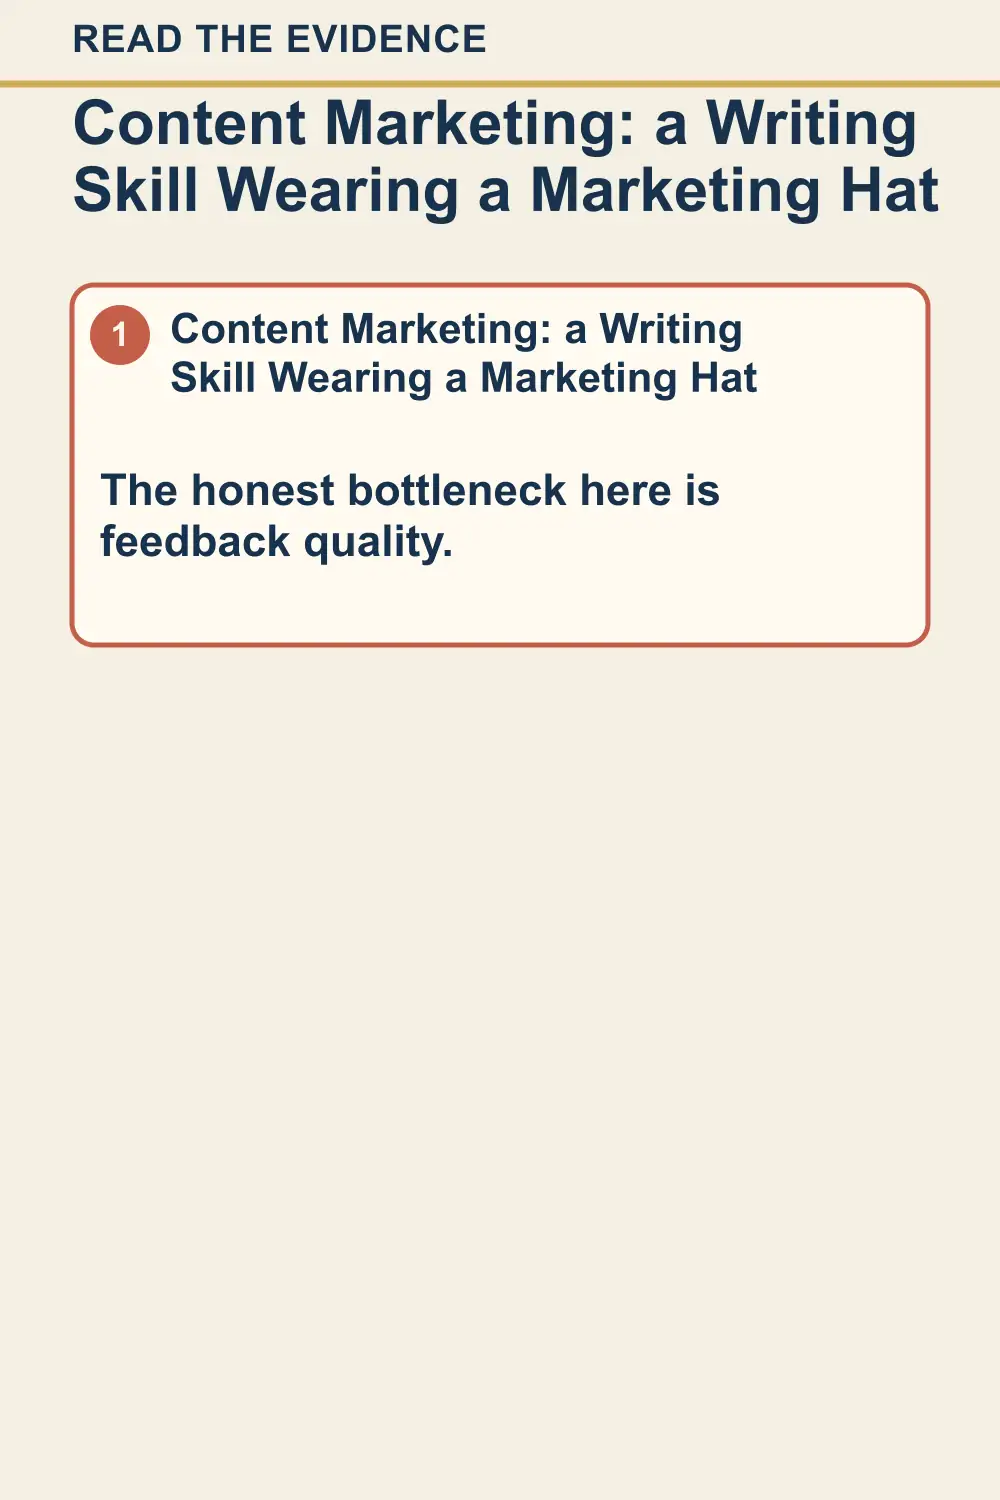 READ THE EVIDENCE
Content Marketing: a Writing
Skill Wearing a Marketing Hat
1
Content Marketing: a Writing
Skill Wearing a Marketing Hat
The honest bottleneck here is
feedback quality.